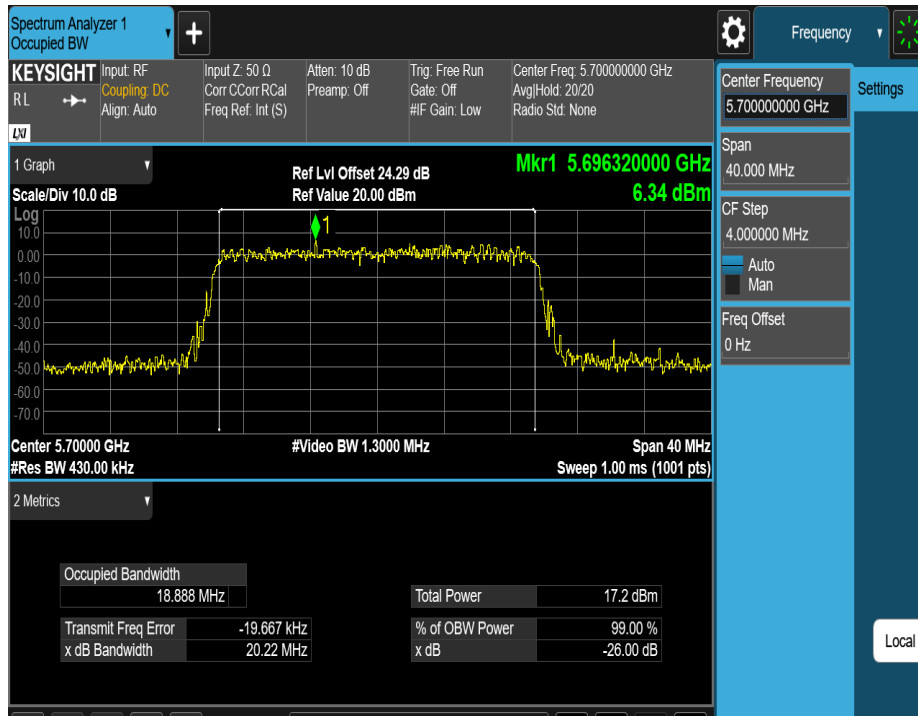 Spectrum Analyzer 1
Occupied BW
+
Frequency
KEYSIGHT
R L
LXI
Input: RF
Coupling: DC
Align: Auto
Input Z: 50 Ω
Corr CCorr RCal
Freq Ref: Int (S)
Atten: 10 dB
Preamp: Off
Trig: Free Run
Gate: Off
#IF Gain: Low
Center Freq: 5.700000000 GHz
Avg|Hold: 20/20
Radio Std: None
Center Frequency
5.700000000 GHz
Settings
Span
40.000 MHz
CF Step
4.000000 MHz
Auto
Man
Freq Offset
0 Hz
Local
1 Graph
Scale/Div 10.0 dB
Ref Lvl Offset 24.29 dB
Ref Value 20.00 dBm
Mkr1 5.696320000 GHz
6.34 dBm
Log
10.0
0.00
-10.0
-20.0
-30.0
-40.0
-50.0
-60.0
-70.0
1
Center 5.70000 GHz
#Res BW 430.00 kHz
#Video BW 1.3000 MHz
Span 40 MHz
Sweep 1.00 ms (1001 pts)
2 Metrics
Occupied Bandwidth
18.888 MHz
Total Power 17.2 dBm
Transmit Freq Error -19.667 kHz
% of OBW Power 99.00 %
x dB Bandwidth 20.22 MHz
x dB -26.00 dB